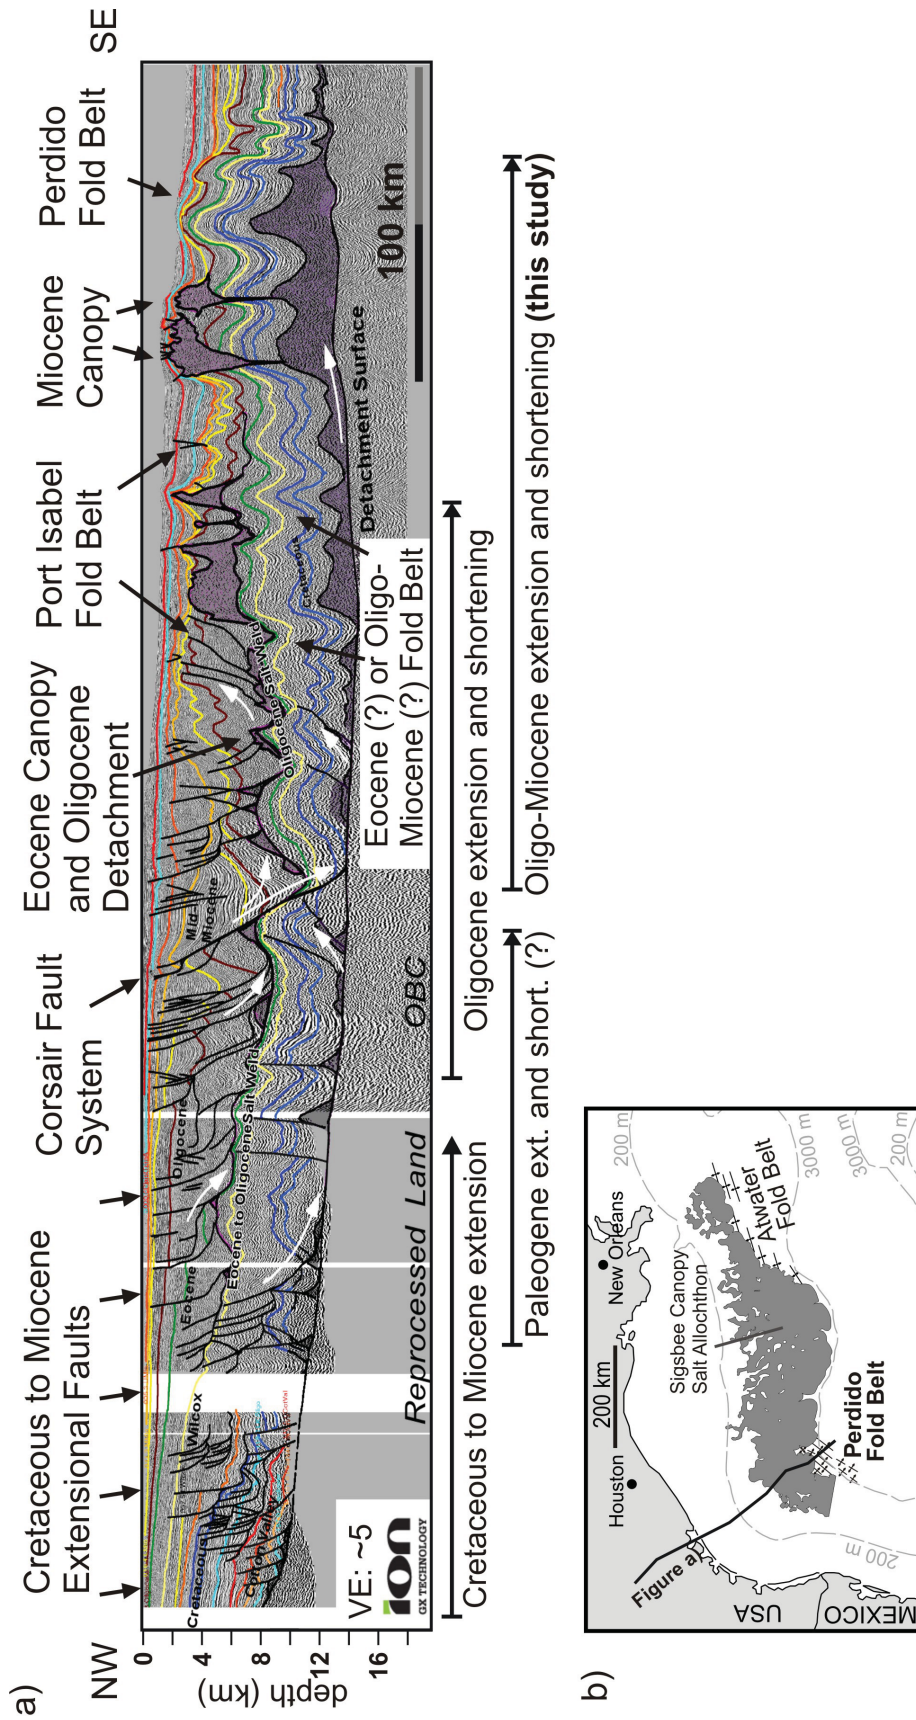 a)
NW
SE
Cretaceous to Miocene
Extensional Faults
Corsair Fault
System
Eocene Canopy
and Oligocene
Detachment
Port Isabel
Fold Belt
Miocene
Canopy
Perdido
Fold Belt
0
4
8
12
16
depth (km)
Cretaceous
Wilcox
Cotton Valley
Eocene
Oligocene
Mid-
Miocene
Eocene to Oligocene Salt Weld
Oligocene Salt Weld
Cretaceous
Detachment Surface
100 km
VE: ~5
ion
GX TECHNOLOGY
Reprocessed Land
OBC
Eocene (?) or Oligo-
Miocene (?) Fold Belt
Cretaceous to Miocene extension
Oligocene extension and shortening
Paleogene ext. and short. (?)
Oligo-Miocene extension and shortening (this study)
b)
Houston
200 km
New Orleans
200 m
Sigsbee Canopy
Salt Allochthon
Atwater
Fold Belt
3000 m
3000 m
200 m
Figure a)
Perdido
Fold Belt
200 m
USA
MEXICO